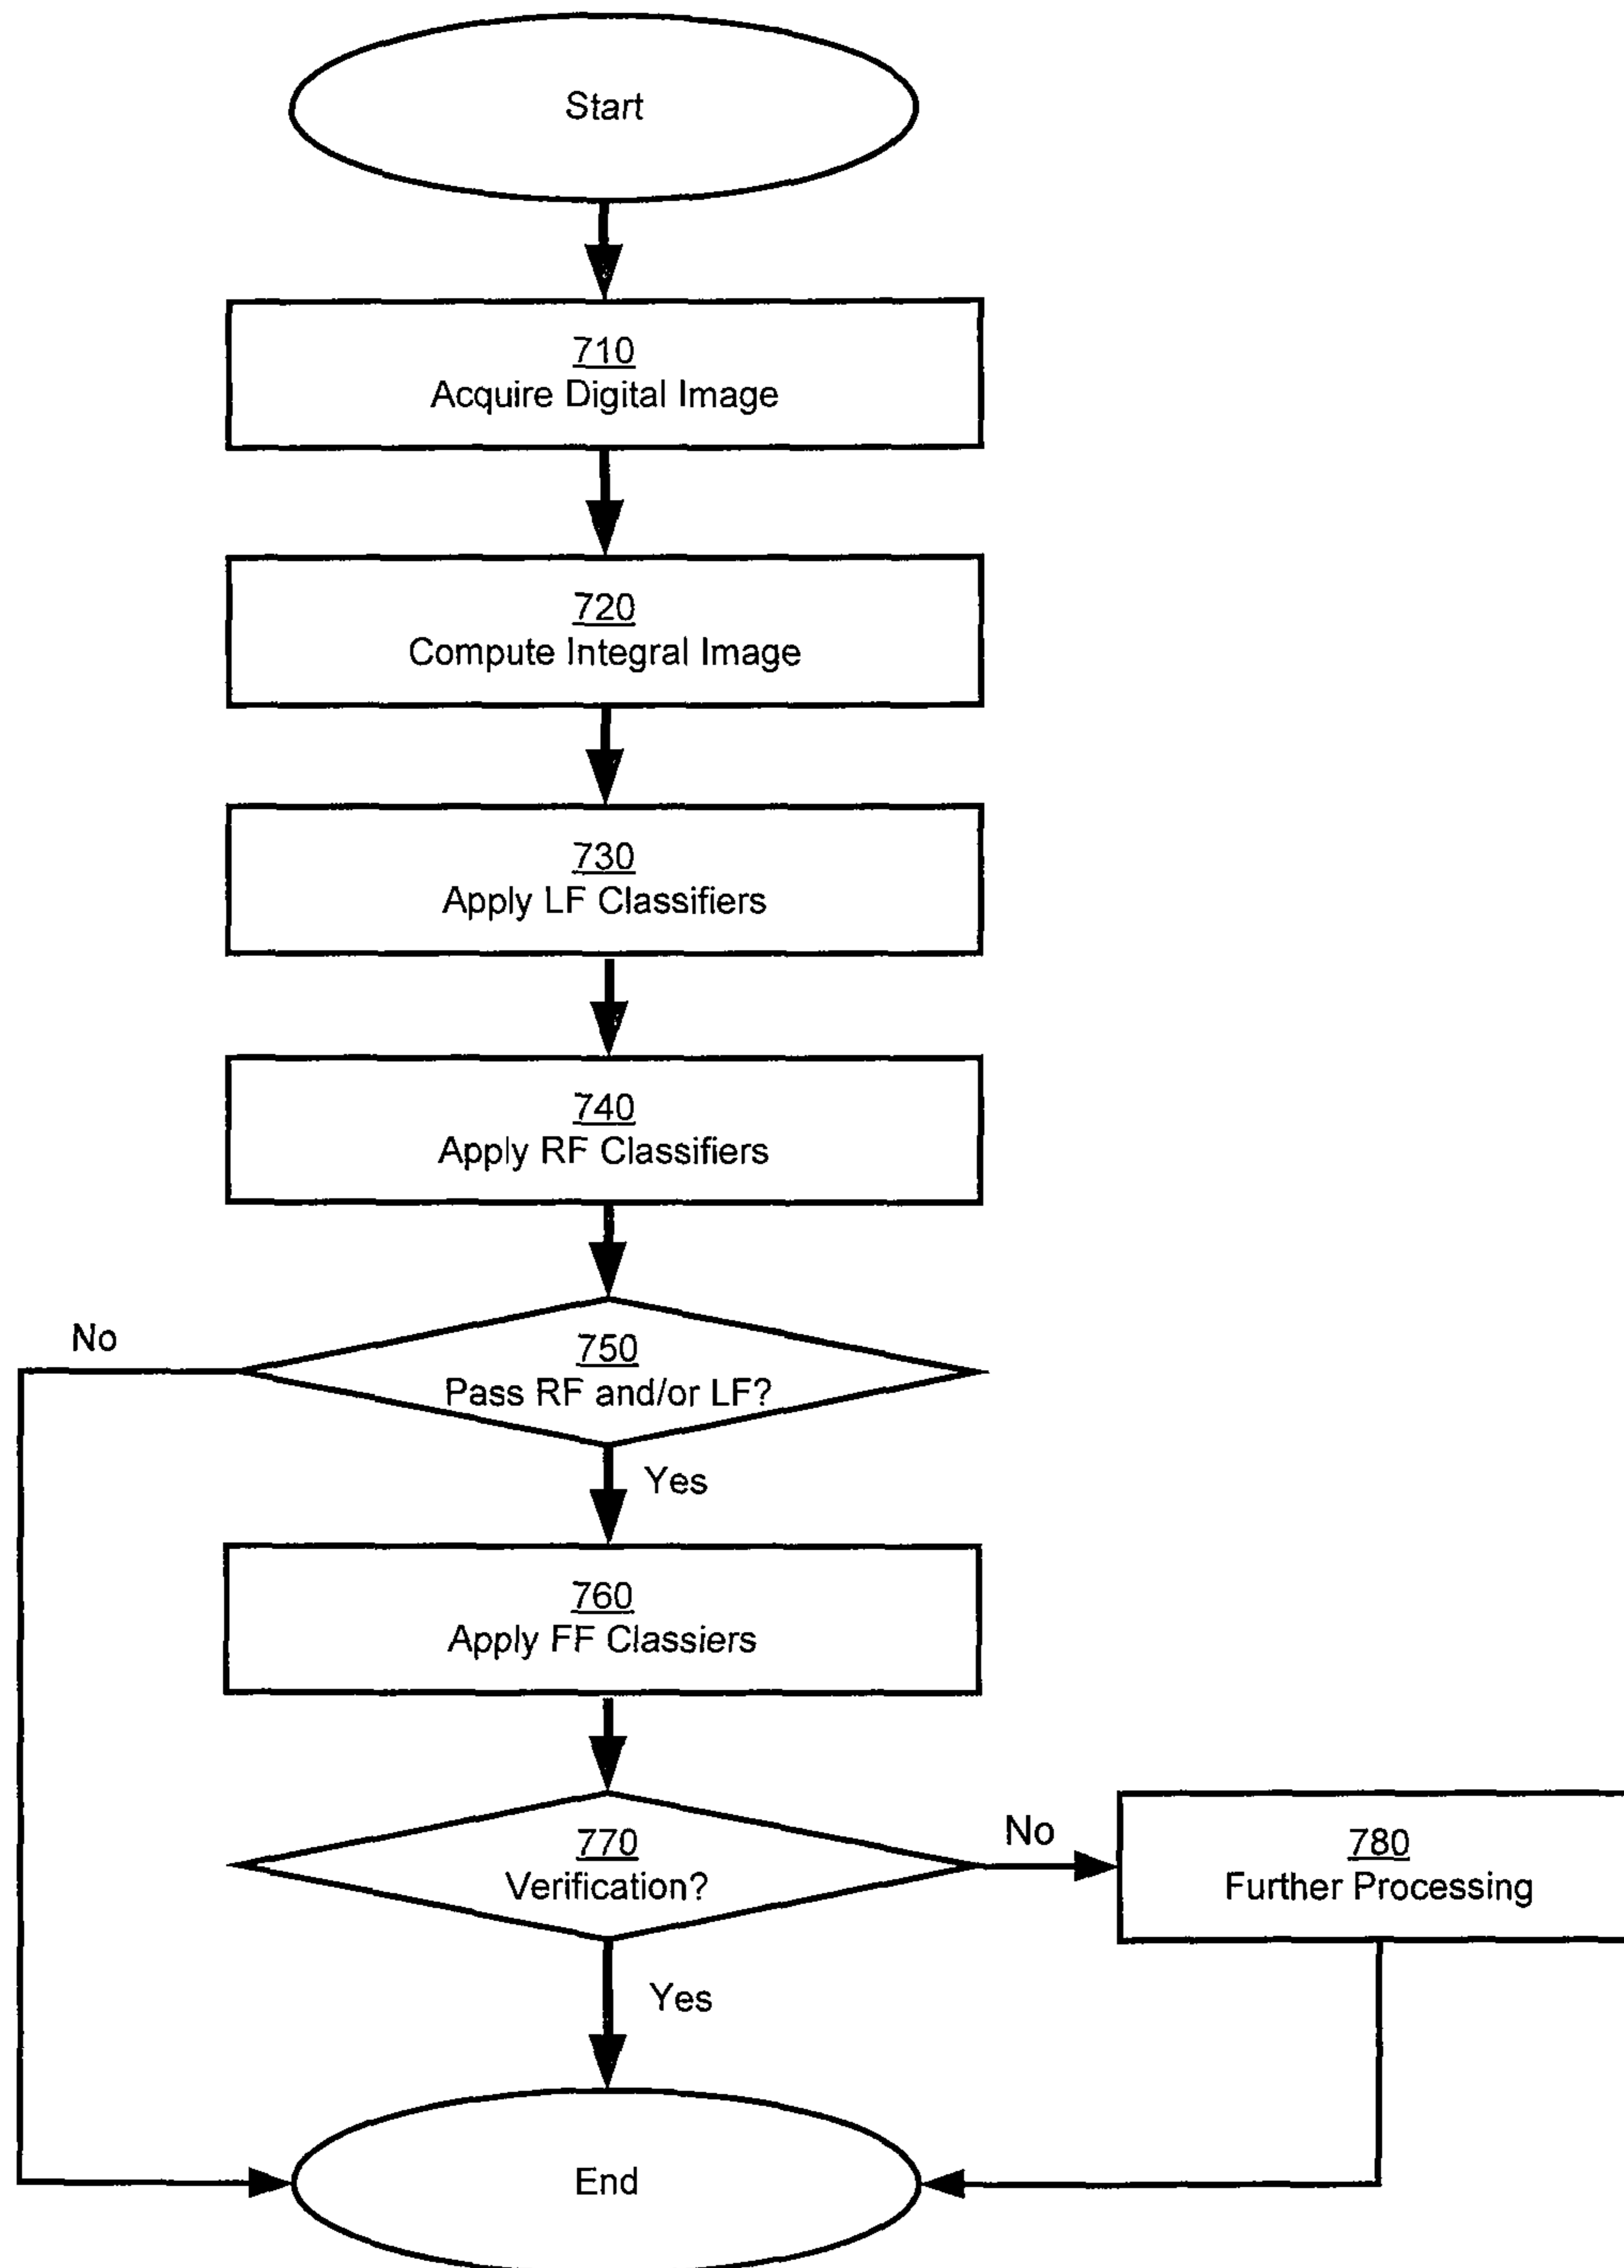 Start
710
Acquire Digital Image
720
Compute Integral Image
730
Apply LF Classifiers
740
Apply RF Classifiers
No
750
Pass RF and/or LF?
Yes
760
Apply FF Classiers
770
Verification?
No
780
Further Processing
Yes
End